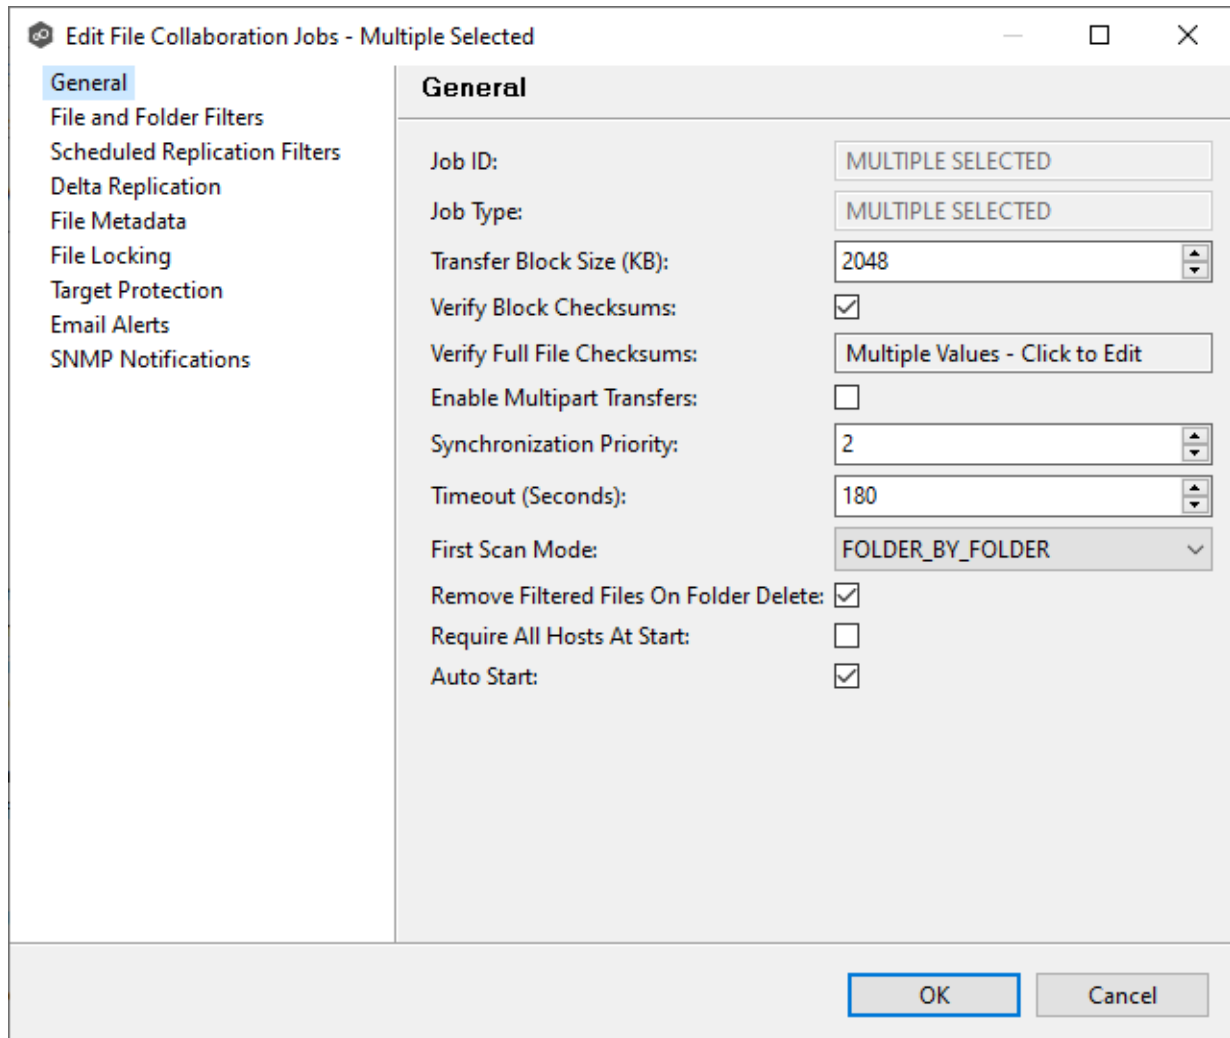 Edit File Collaboration Jobs - Multiple Selected
General
File and Folder Filters
Scheduled Replication Filters
Delta Replication
File Metadata
File Locking
Target Protection
Email Alerts
SNMP Notifications
General
Job ID: MULTIPLE SELECTED
Job Type: MULTIPLE SELECTED
Transfer Block Size (KB): 2048
Verify Block Checksums:
Verify Full File Checksums: Multiple Values - Click to Edit
Enable Multipart Transfers:
Synchronization Priority: 2
Timeout (Seconds): 180
First Scan Mode: FOLDER_BY_FOLDER
Remove Filtered Files On Folder Delete:
Require All Hosts At Start:
Auto Start:
OK Cancel